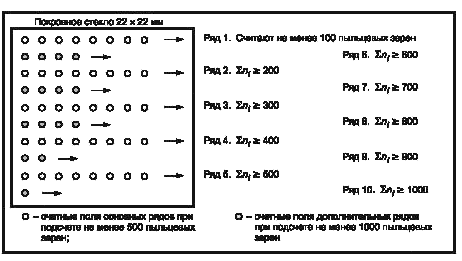 Покровное стекло 22 × 22 мм
Ряд 1. Считают не менее 100 пыльцевых зерен
Ряд 6. Σnᵢ ≥ 600
Ряд 2. Σnᵢ ≥ 200
Ряд 7. Σnᵢ ≥ 700
Ряд 3. Σnᵢ ≥ 300
Ряд 8. Σnᵢ ≥ 800
Ряд 4. Σnᵢ ≥ 400
Ряд 9. Σnᵢ ≥ 900
Ряд 5. Σnᵢ ≥ 500
Ряд 10. Σnᵢ ≥ 1000
– счетные поля основных рядов при
подсчете не менее 500 пыльцевых
зерен;
– счетные поля дополнительных рядов
при подсчете не менее 1000 пыльцевых
зерен